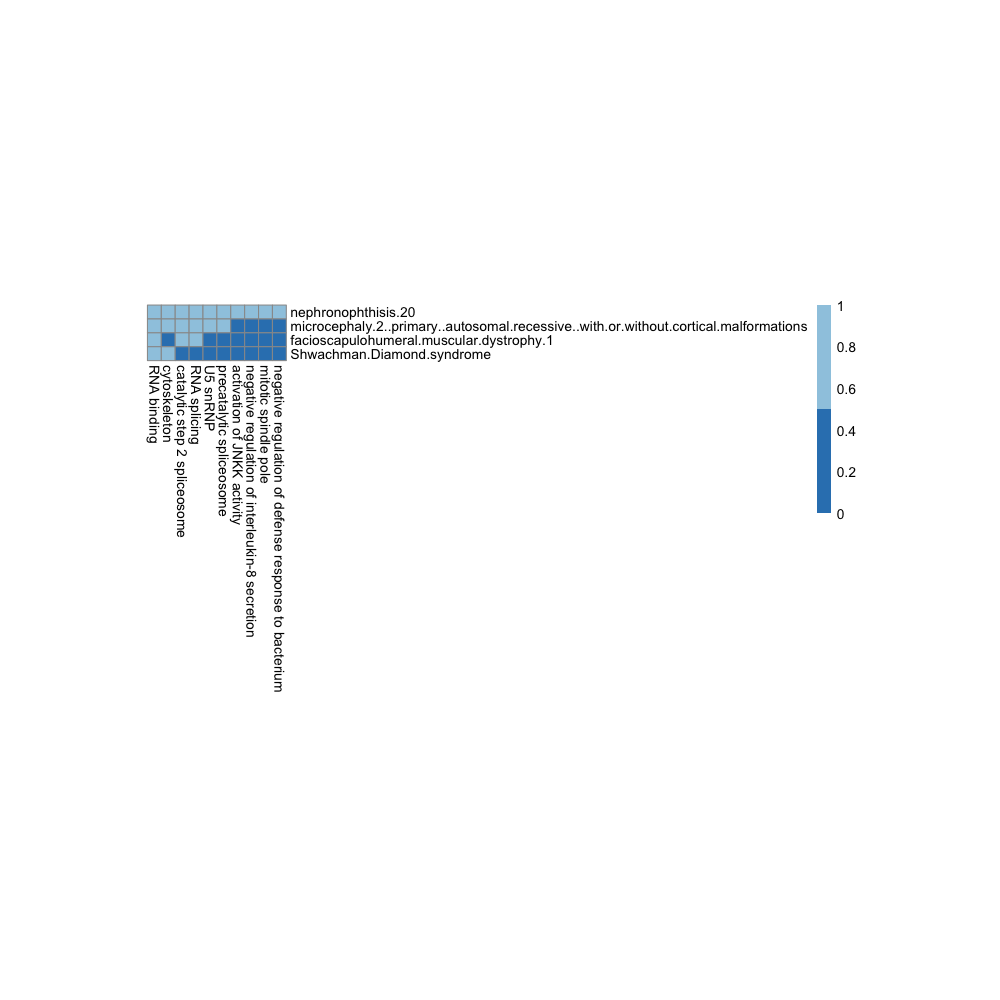 nephronophthisis.20
microcephaly.2..primary..autosomal.recessive..with.or.without.cortical.malformations
facioscapulohumeral.muscular.dystrophy.1
Shwachman.Diamond.syndrome
RNA binding
cytoskeleton
catalytic step 2 spliceosome
RNA splicing
U5 snRNP
precatalytic spliceosome
activation of JNKK activity
negative regulation of interleukin-8 secretion
mitotic spindle pole
negative regulation of defense response to bacterium
1
0.8
0.6
0.4
0.2
0